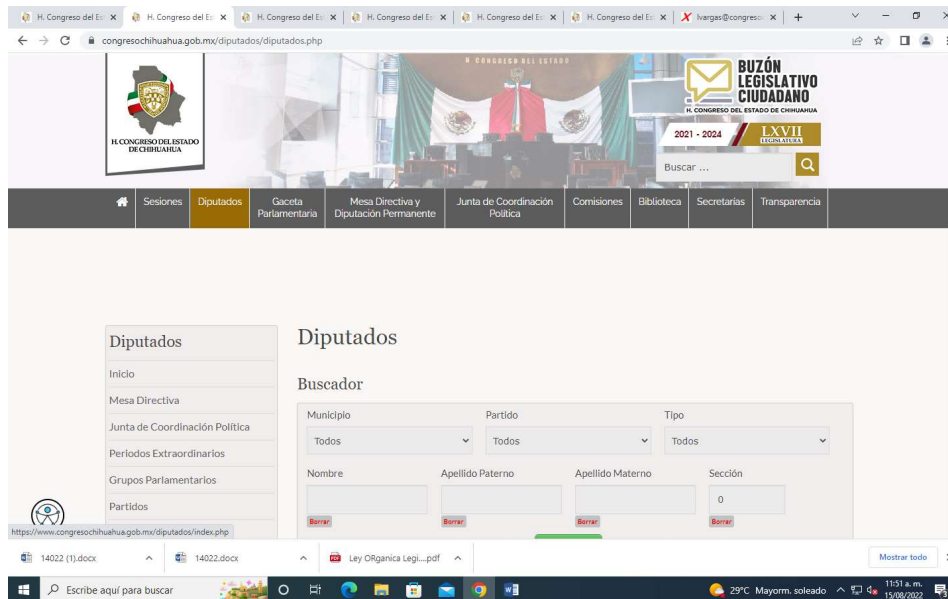 H. Congreso del Es
H. Congreso del Es
H. Congreso del Es
H. Congreso del Es
H. Congreso del Es
H. Congreso del Es
lvargas@congreso
congresochihuahua.gob.mx/diputados/diputados.php
H CONGRESO DEL ESTADO
H. CONGRESO DEL ESTADO
DE CHIHUAHUA
BUZÓN
LEGISLATIVO
CIUDADANO
H. CONGRESO DEL ESTADO DE CHIHUAHUA
2021 - 2024
LXVII
LEGISLATURA
Buscar ...
Sesiones
Diputados
Gaceta
Parlamentaria
Mesa Directiva y
Diputación Permanente
Junta de Coordinación
Política
Comisiones
Biblioteca
Secretarías
Transparencia
Diputados
Inicio
Mesa Directiva
Junta de Coordinación Política
Periodos Extraordinarios
Grupos Parlamentarios
Partidos
Diputados
Buscador
Municipio
Partido
Tipo
Todos
Todos
Todos
Nombre
Apellido Paterno
Apellido Materno
Sección
0
Borrar
Borrar
Borrar
Borrar
https://www.congresochihuahua.gob.mx/diputados/index.php
14022 (1).docx
14022.docx
PDF
Ley ORganica Legi....pdf
Mostrar todo
Escribe aquí para buscar
29°C Mayorm. soleado
11:51 a. m.
15/08/2022